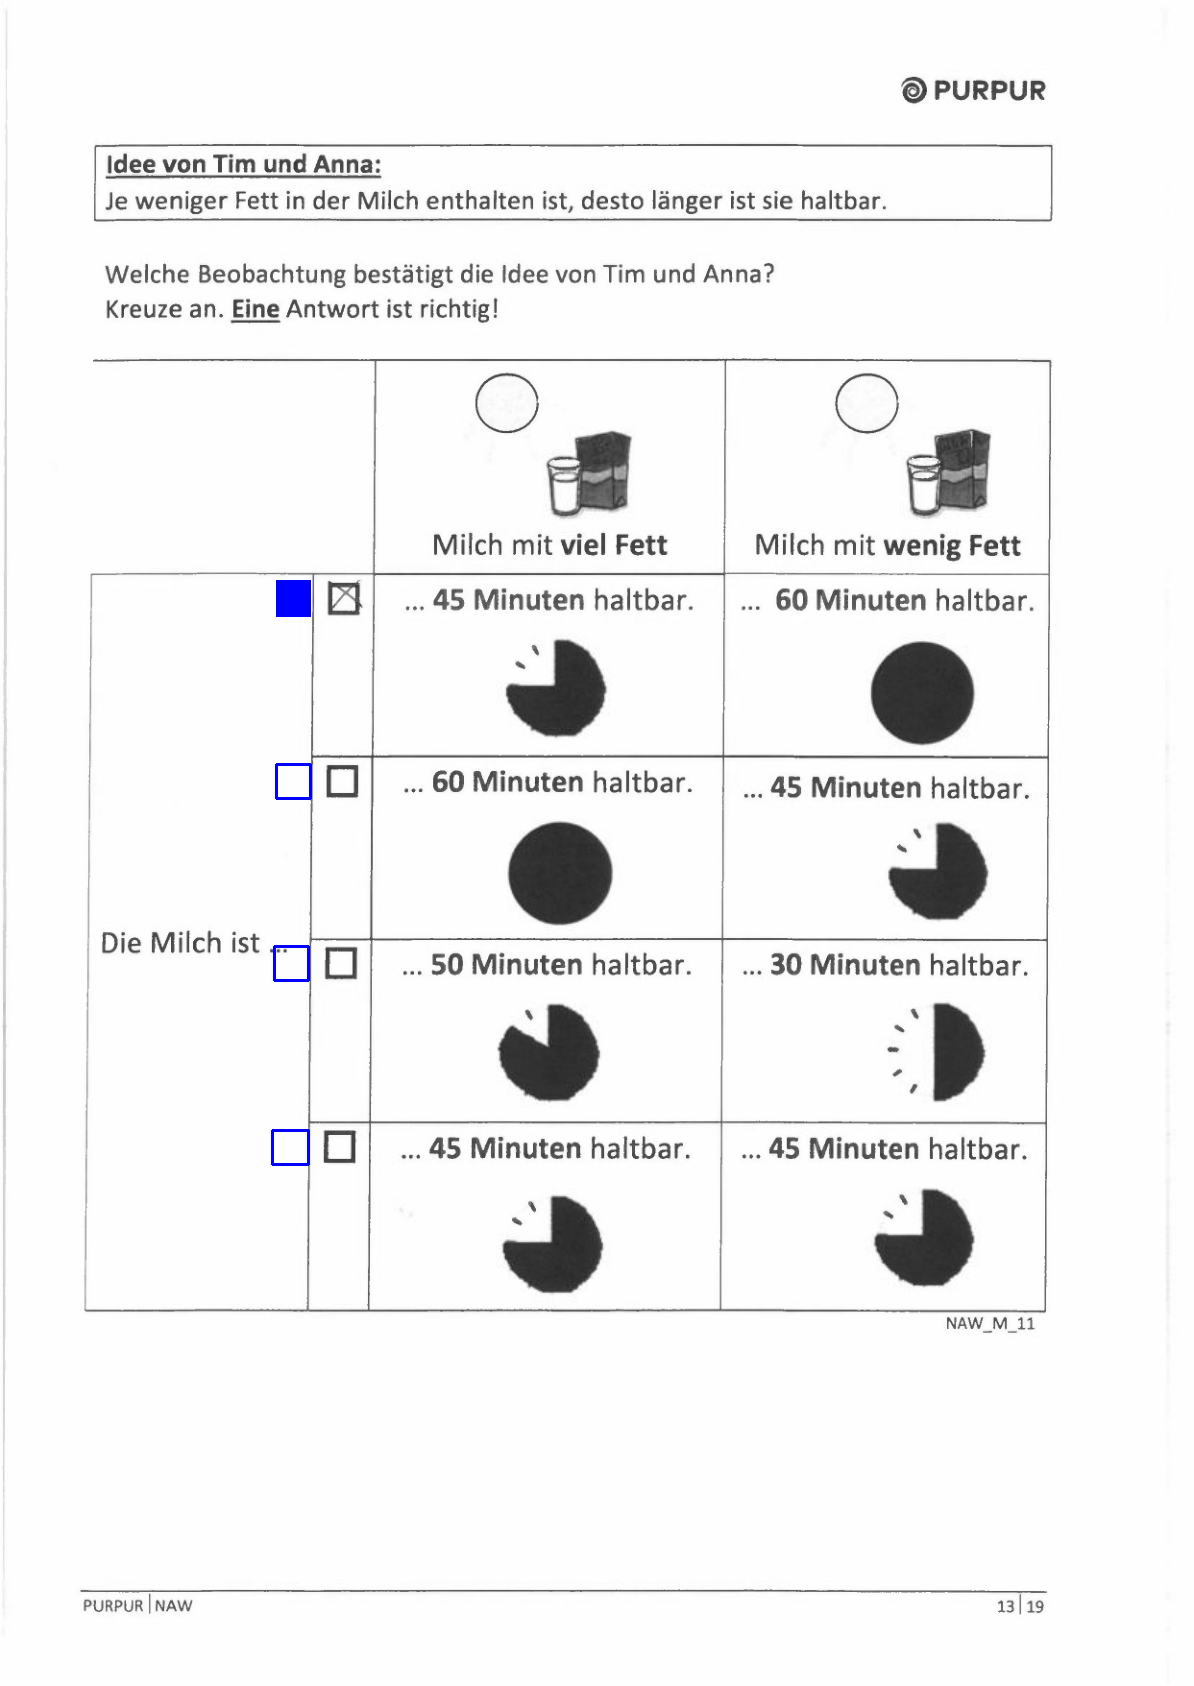 PURPUR
Idee von Tim und Anna:
Je weniger Fett in der Milch enthalten ist, desto länger ist sie haltbar.
Welche Beobachtung bestätigt die Idee von Tim und Anna?
Kreuze an. Eine Antwort ist richtig!
Milch mit viel Fett
Milch mit wenig Fett
Die Milch ist ...
... 45 Minuten haltbar.
... 60 Minuten haltbar.
... 60 Minuten haltbar.
... 45 Minuten haltbar.
... 50 Minuten haltbar.
... 30 Minuten haltbar.
... 45 Minuten haltbar.
... 45 Minuten haltbar.
NAW_M_11
PURPUR | NAW
13 | 19